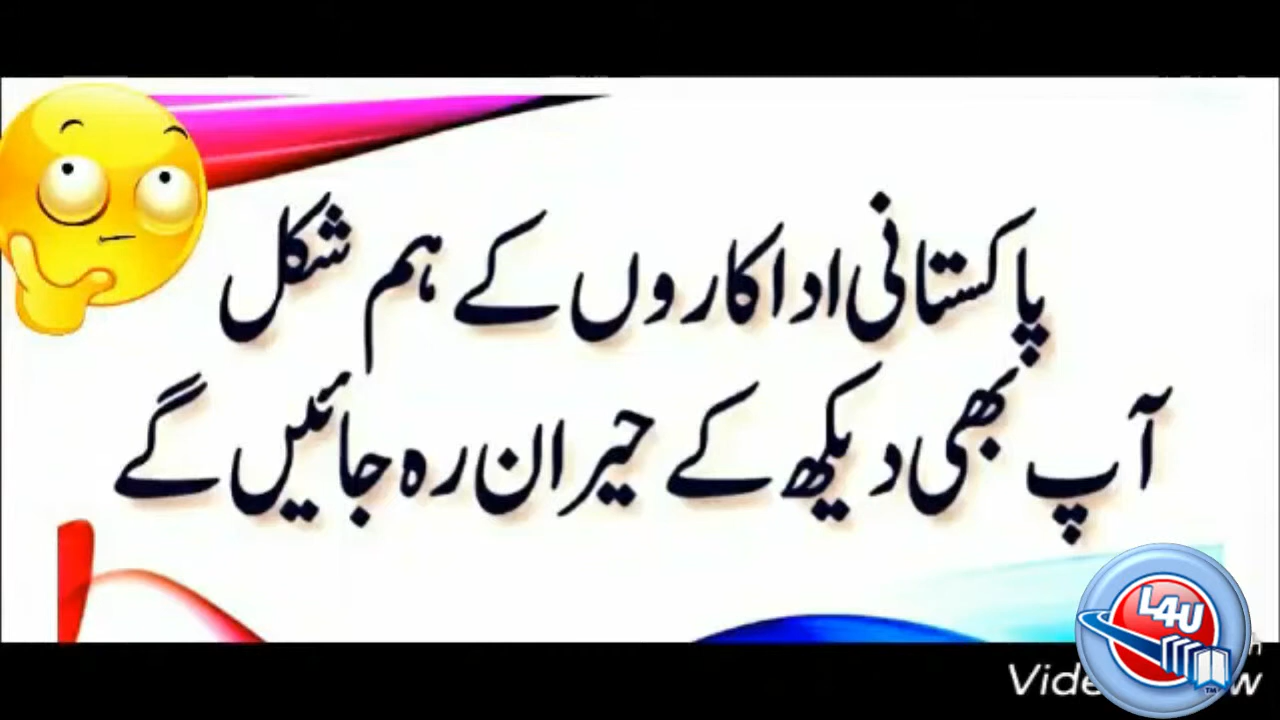 پاکستانی اداکاروں کے ہم شکل
آپ بھی دیکھ کے حیران رہ جائیں گے
L4U